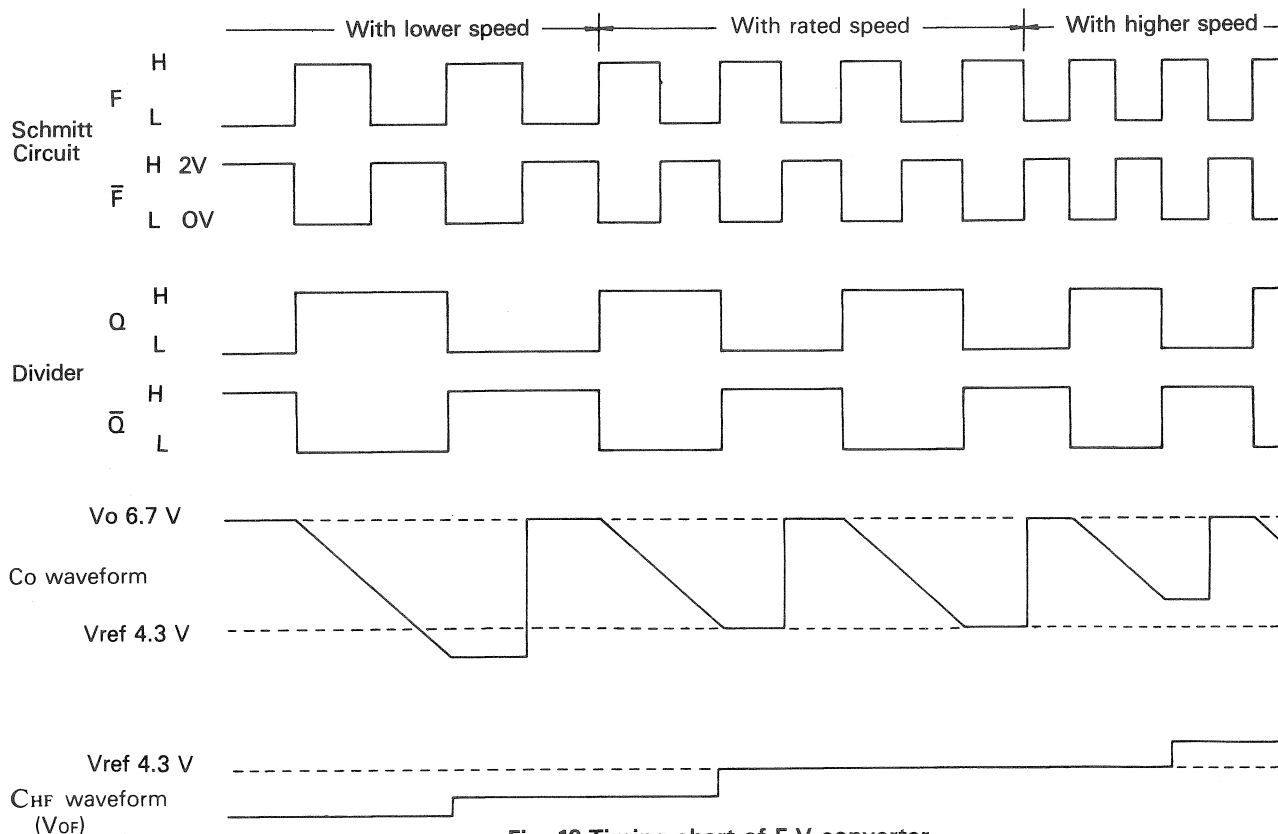 With lower speed With rated speed With higher speed
H
F
L
Schmitt
Circuit
H 2V
F̅
L 0V
H
Q
L
Divider
H
Q̅
L
Vo 6.7 V
Co waveform
Vref 4.3 V
Vref 4.3 V
CHF waveform
(VOF)